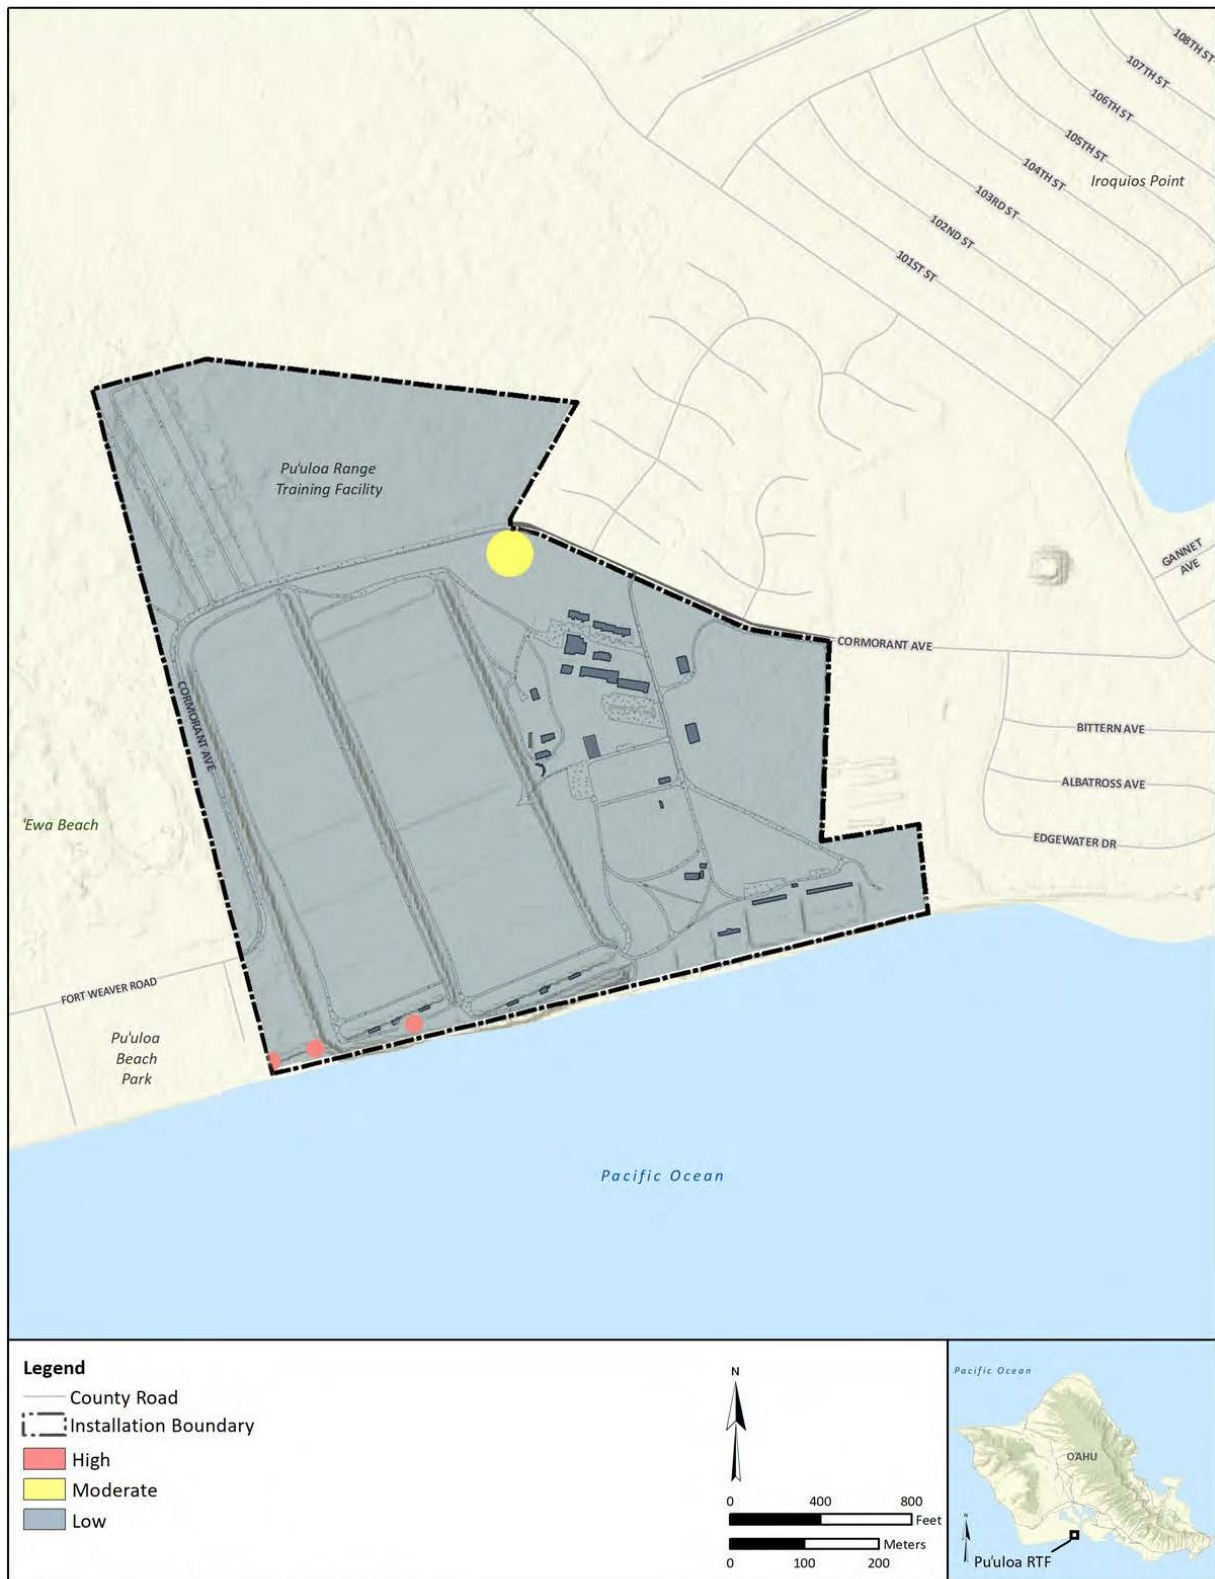 108TH ST
107TH ST
106TH ST
105TH ST
104TH ST
Iroquios Point
103RD ST
102ND ST
101ST ST
Pu'uloa Range
Training Facility
GANNET
AVE
CORMORANT AVE
CORMORANT AVE
BITTERN AVE
ALBATROSS AVE
'Ewa Beach
EDGEWATER DR
FORT WEAVER ROAD
Pu'uloa
Beach
Park
Pacific Ocean
Legend
County Road
Installation Boundary
High
Moderate
Low
N
0 400 800
Feet
Meters
0 100 200
Pacific Ocean
O'AHU
N
Pu'uloa RTF